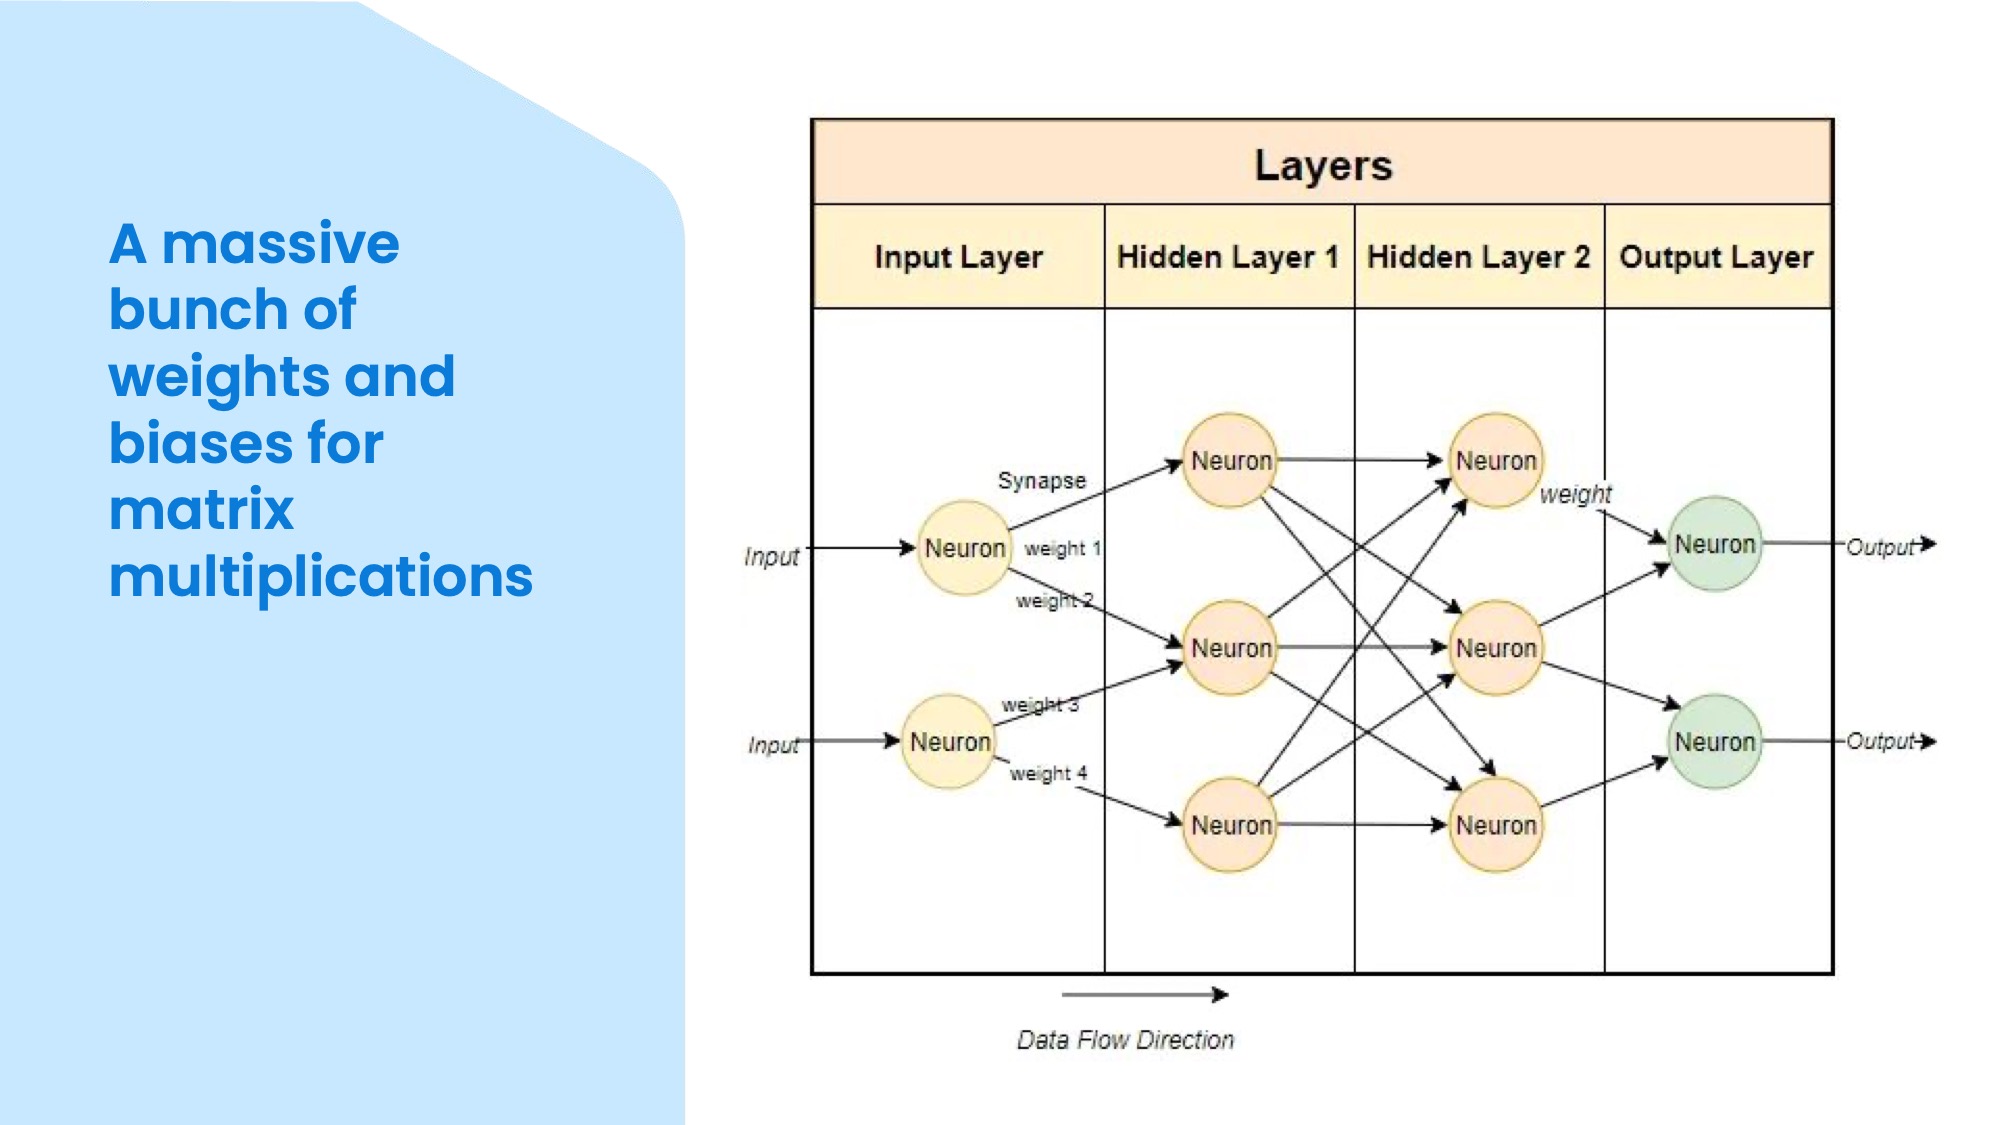 A massive
bunch of
weights and
biases for
matrix
multiplications
Layers
Input Layer
Hidden Layer 1
Hidden Layer 2
Output Layer
Input
Neuron
Synapse
weight 1
weight 2
Input
Neuron
weight 3
weight 4
Neuron
Neuron
Neuron
Neuron
Neuron
Neuron
weight
Neuron
Output
Neuron
Output
Data Flow Direction